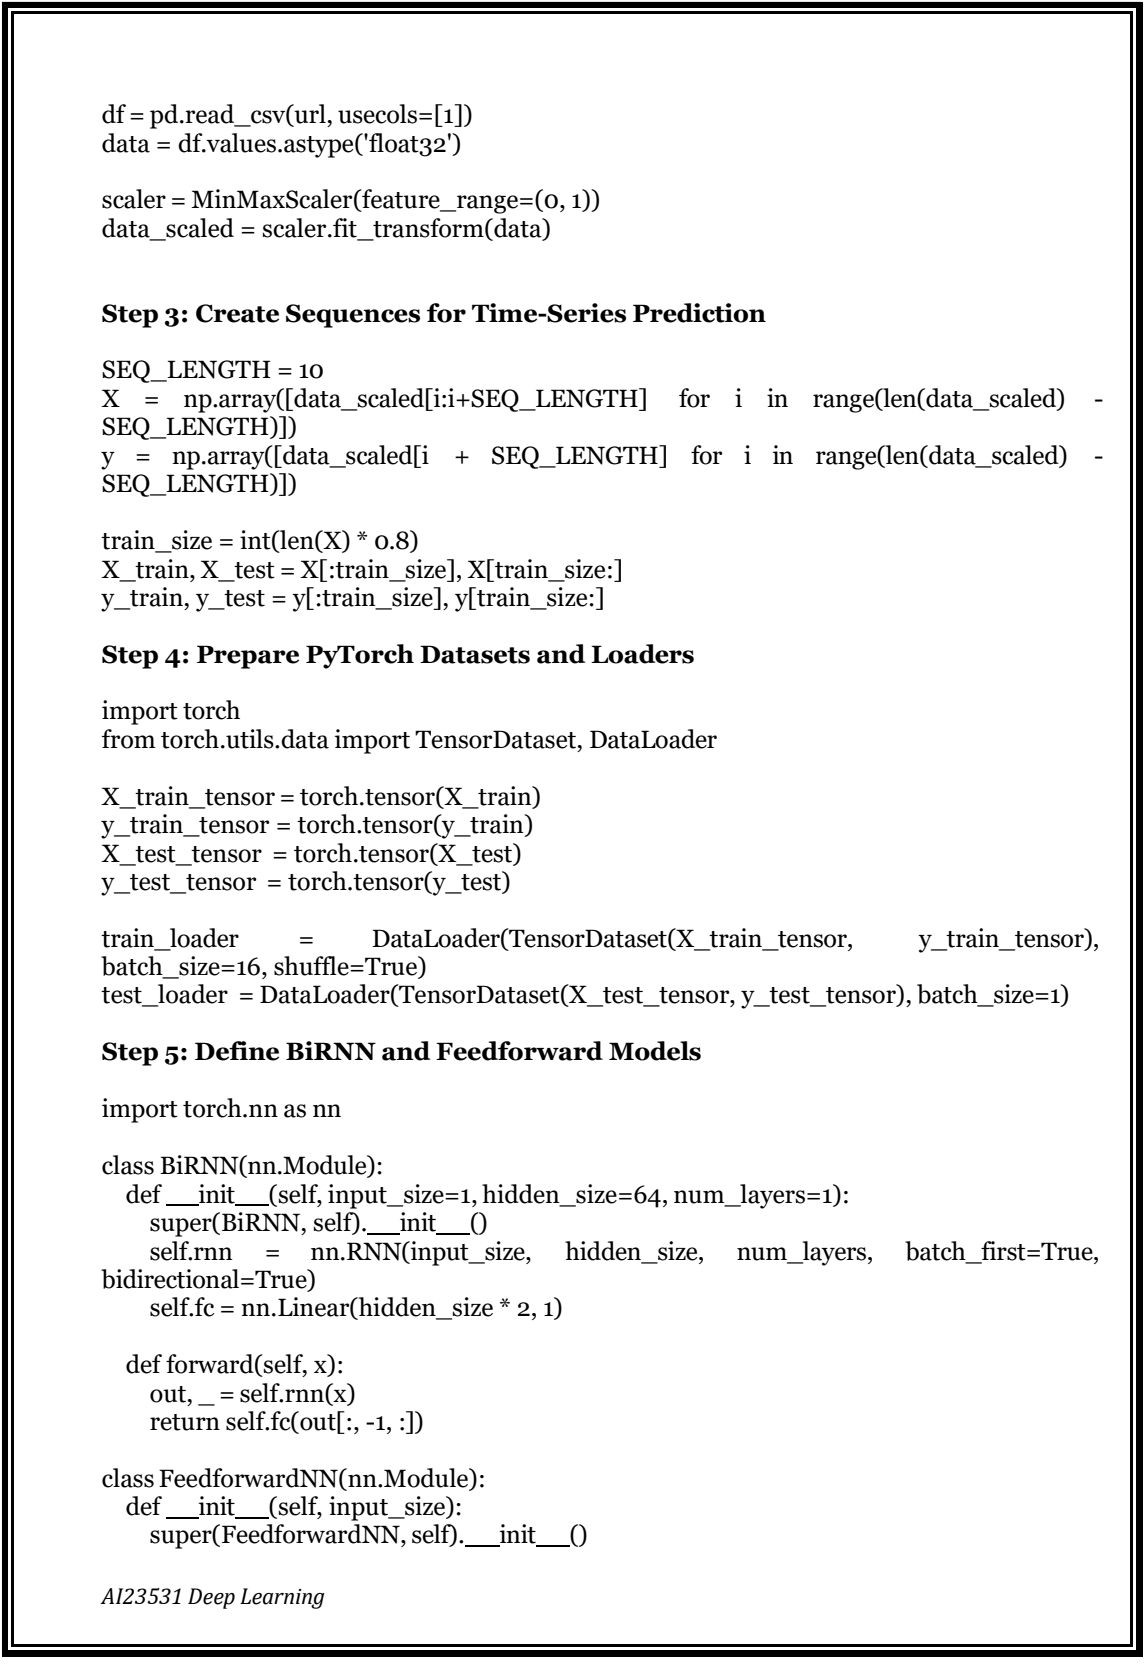 df = pd.read_csv(url, usecols=[1])
data = df.values.astype('float32')
scaler = MinMaxScaler(feature_range=(0, 1))
data_scaled = scaler.fit_transform(data)
Step 3: Create Sequences for Time-Series Prediction
SEQ_LENGTH = 10
X = np.array([data_scaled[i:i+SEQ_LENGTH] for i in range(len(data_scaled) -
SEQ_LENGTH)])
y = np.array([data_scaled[i + SEQ_LENGTH] for i in range(len(data_scaled) -
SEQ_LENGTH)])
train_size = int(len(X) * 0.8)
X_train, X_test = X[:train_size], X[train_size:]
y_train, y_test = y[:train_size], y[train_size:]
Step 4: Prepare PyTorch Datasets and Loaders
import torch
from torch.utils.data import TensorDataset, DataLoader
X_train_tensor = torch.tensor(X_train)
y_train_tensor = torch.tensor(y_train)
X_test_tensor = torch.tensor(X_test)
y_test_tensor = torch.tensor(y_test)
train_loader = DataLoader(TensorDataset(X_train_tensor, y_train_tensor),
batch_size=16, shuffle=True)
test_loader = DataLoader(TensorDataset(X_test_tensor, y_test_tensor), batch_size=1)
Step 5: Define BiRNN and Feedforward Models
import torch.nn as nn
class BiRNN(nn.Module):
def __init__(self, input_size=1, hidden_size=64, num_layers=1):
super(BiRNN, self).__init__()
self.rnn = nn.RNN(input_size, hidden_size, num_layers, batch_first=True,
bidirectional=True)
self.fc = nn.Linear(hidden_size * 2, 1)
def forward(self, x):
out, _ = self.rnn(x)
return self.fc(out[:, -1, :])
class FeedforwardNN(nn.Module):
def __init__(self, input_size):
super(FeedforwardNN, self).__init__()
AI23531 Deep Learning